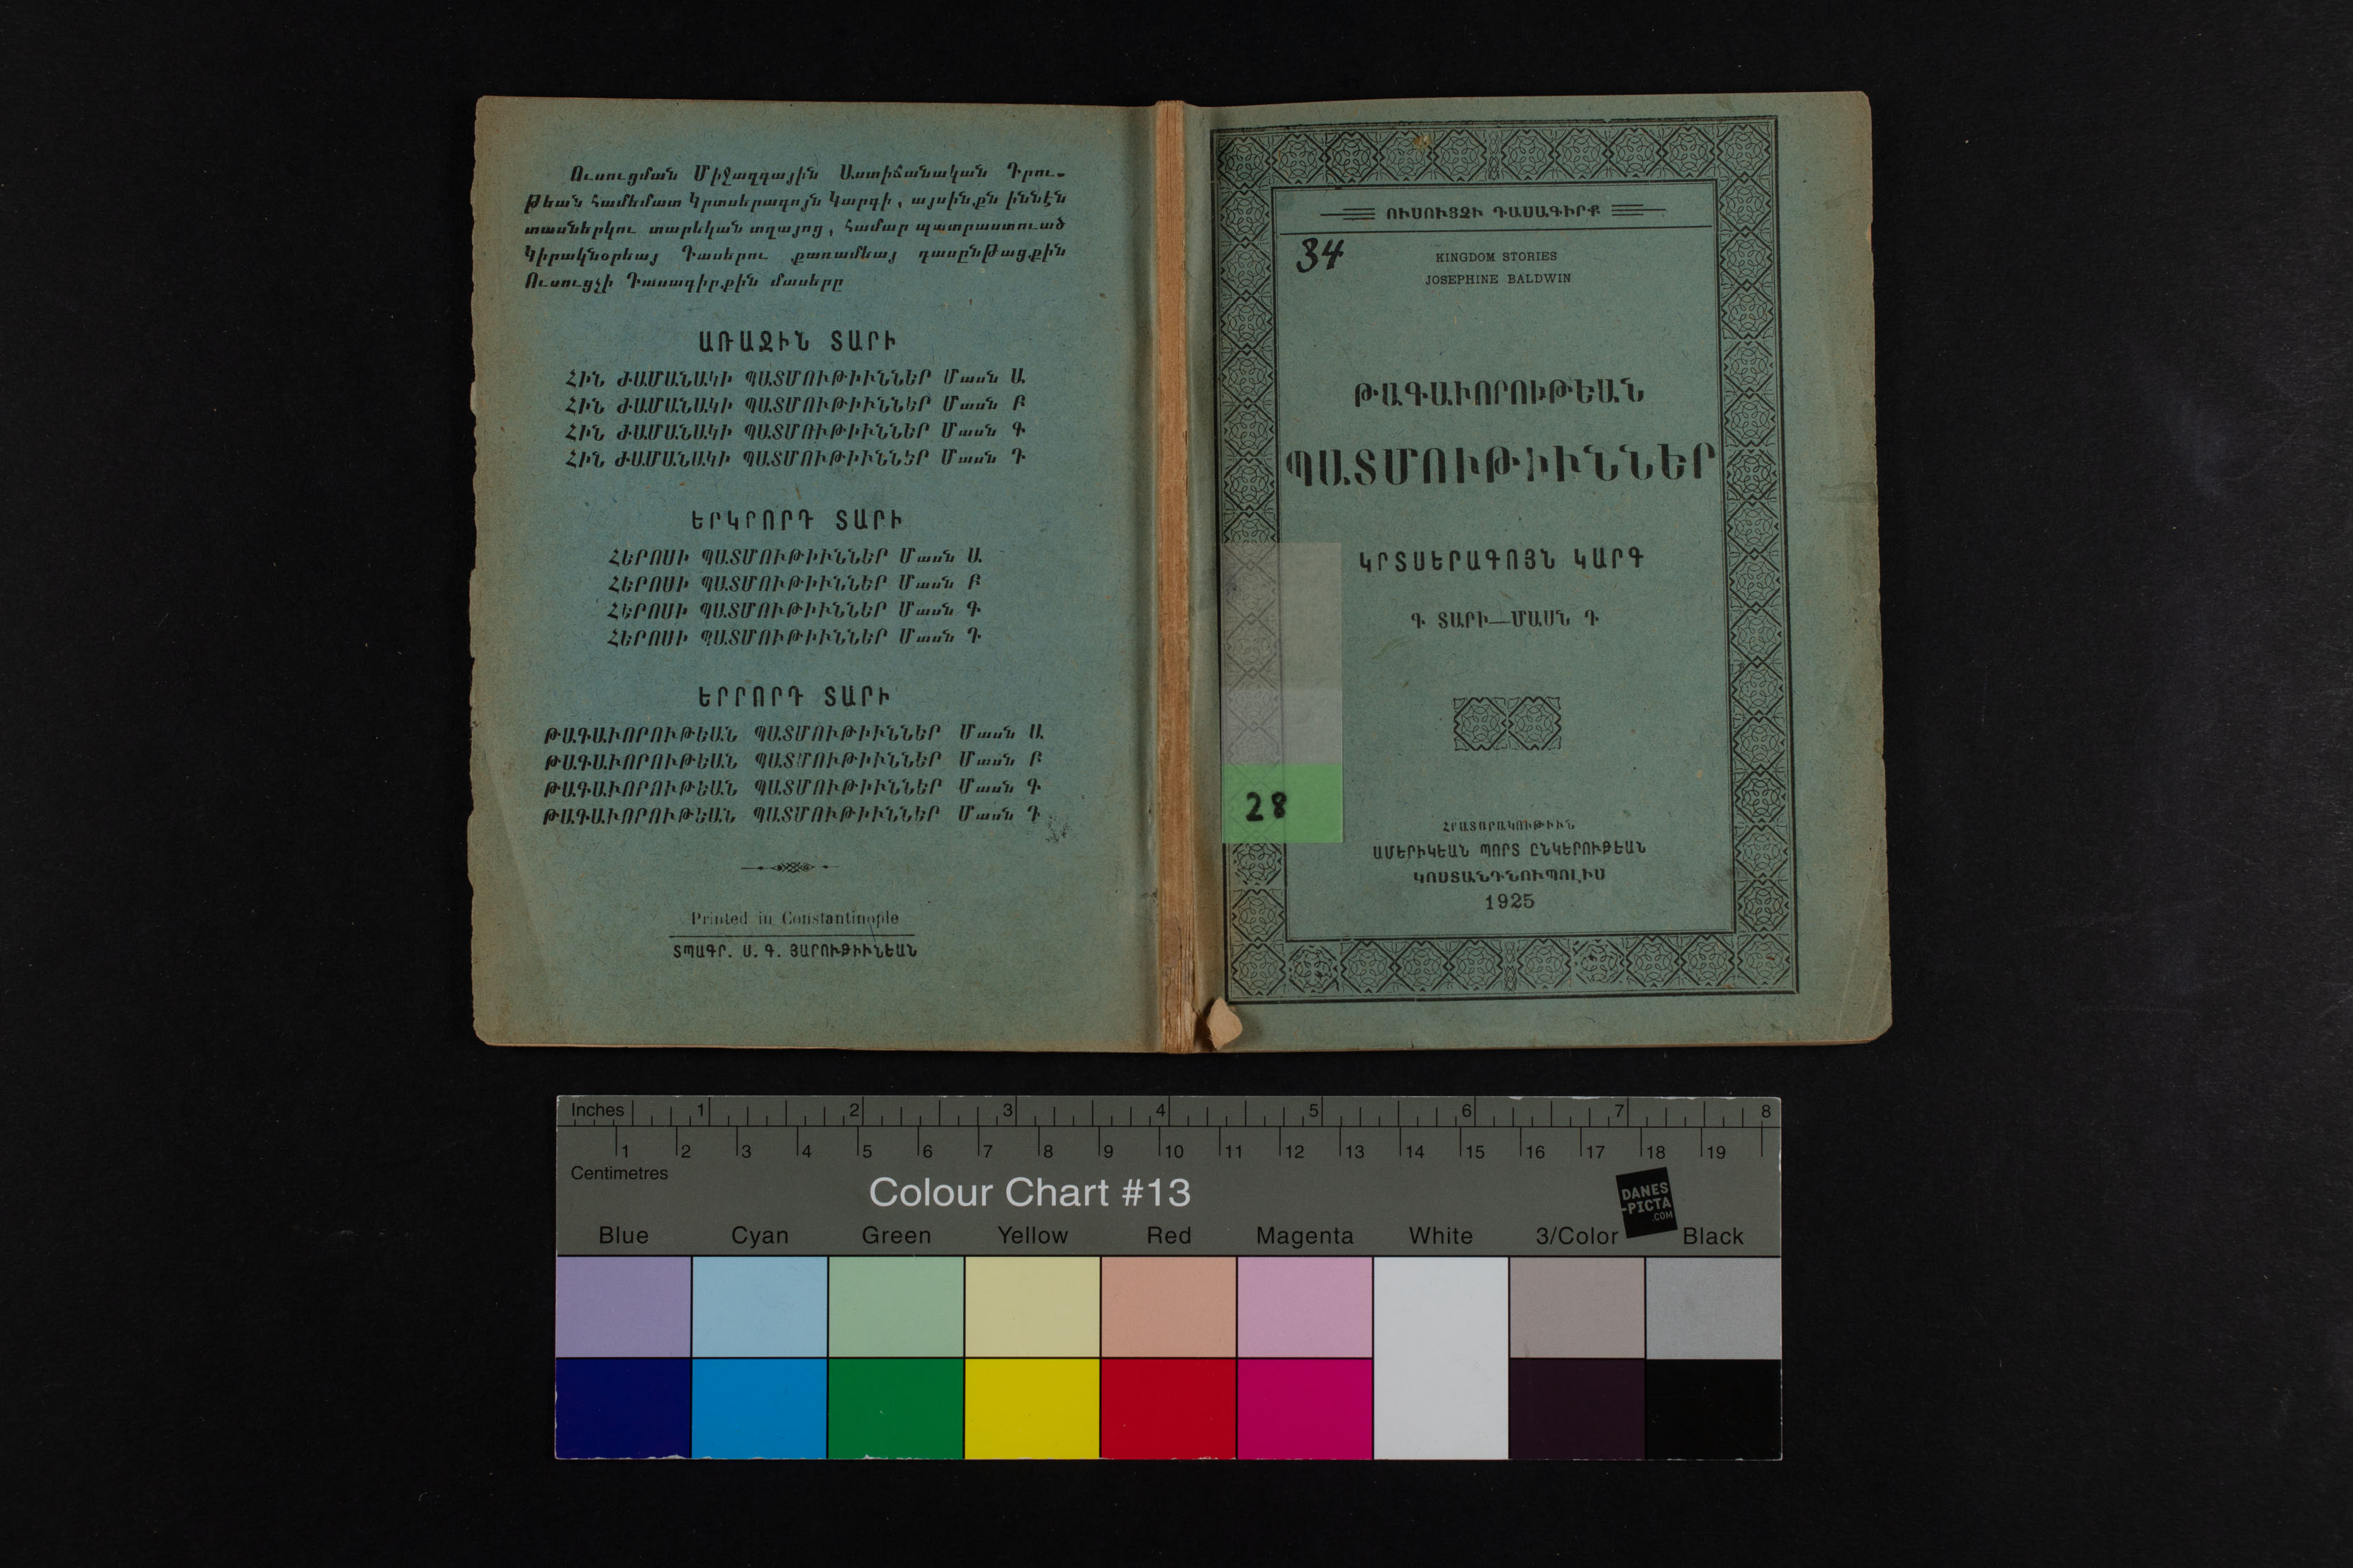 Ուսուցման Միջազգային Աստիճանական Դրու-
թեան համեմատ Կրտսերագոյն Կարգի, այսինքն իննէն
տասներկու տարեկան տղայոց, համար պատրաստուած
Կիրակնօրեայ Դասերու քառամեայ դասընթացքին
Ուսուցչի Դասագիրքին մասերը
ԱՌԱՋԻՆ ՏԱՐԻ
ՀԻՆ ԺԱՄԱՆԱԿԻ ՊԱՏՄՈՒԹԻՒՆՆԵՐ Մասն Ա
ՀԻՆ ԺԱՄԱՆԱԿԻ ՊԱՏՄՈՒԹԻՒՆՆԵՐ Մասն Բ
ՀԻՆ ԺԱՄԱՆԱԿԻ ՊԱՏՄՈՒԹԻՒՆՆԵՐ Մասն Գ
ՀԻՆ ԺԱՄԱՆԱԿԻ ՊԱՏՄՈՒԹԻՒՆՆԵՐ Մասն Դ
ԵՐԿՐՈՐԴ ՏԱՐԻ
ՀԵՐՈՍԻ ՊԱՏՄՈՒԹԻՒՆՆԵՐ Մասն Ա
ՀԵՐՈՍԻ ՊԱՏՄՈՒԹԻՒՆՆԵՐ Մասն Բ
ՀԵՐՈՍԻ ՊԱՏՄՈՒԹԻՒՆՆԵՐ Մասն Գ
ՀԵՐՈՍԻ ՊԱՏՄՈՒԹԻՒՆՆԵՐ Մասն Դ
ԵՐՐՈՐԴ ՏԱՐԻ
ԹԱԳԱՒՈՐՈՒԹԵԱՆ ՊԱՏՄՈՒԹԻՒՆՆԵՐ Մասն Ա
ԹԱԳԱՒՈՐՈՒԹԵԱՆ ՊԱՏՄՈՒԹԻՒՆՆԵՐ Մասն Բ
ԹԱԳԱՒՈՐՈՒԹԵԱՆ ՊԱՏՄՈՒԹԻՒՆՆԵՐ Մասն Գ
ԹԱԳԱՒՈՐՈՒԹԵԱՆ ՊԱՏՄՈՒԹԻՒՆՆԵՐ Մասն Դ
Printed in Constantinople
ՏՊԱԳՐ. Ս. Գ. ՅԱՐՈՒԹԻՒՆԵԱՆ
ՈՒՍՈՒՑՉԻ ԴԱՍԱԳԻՐՔ
34
KINGDOM STORIES
JOSEPHINE BALDWIN
ԹԱԳԱՒՈՐՈՒԹԵԱՆ
ՊԱՏՄՈՒԹԻՒՆՆԵՐ
ԿՐՏՍԵՐԱԳՈՅՆ ԿԱՐԳ
Գ ՏԱՐԻ—ՄԱՍՆ Դ
28
ՀՐԱՏԱՐԱԿՈՒԹԻՒՆ
ԱՄԵՐԻԿԵԱՆ ՊՈՐՏ ԸՆԿԵՐՈՒԹԵԱՆ
ԿՈՍՏԱՆԴՆՈՒՊՈԼԻՍ
1925
Inches 1 2 3 4 5 6 7 8
1 2 3 4 5 6 7 8 9 10 11 12 13 14 15 16 17 18 19
Centimetres
Colour Chart #13
DANES
-PICTA
.COM
Blue Cyan Green Yellow Red Magenta White 3/Color Black